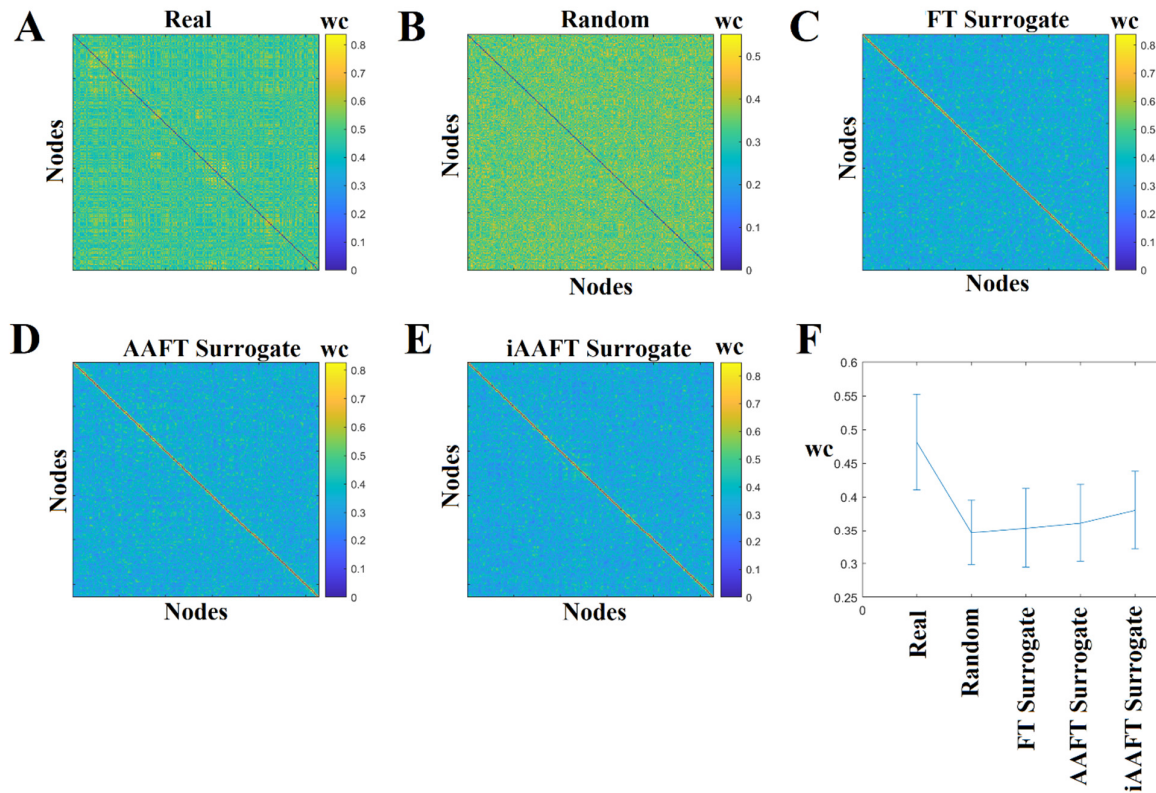 A
Real
wc
0.8
0.7
0.6
0.5
0.4
0.3
0.2
0.1
0
Nodes
B
Random
wc
0.5
0.4
0.3
0.2
0.1
0
Nodes
Nodes
C
FT Surrogate
wc
0.8
0.7
0.6
0.5
0.4
0.3
0.2
0.1
0
Nodes
Nodes
D
AAFT Surrogate
wc
0.8
0.7
0.6
0.5
0.4
0.3
0.2
0.1
0
Nodes
Nodes
E
iAAFT Surrogate
wc
0.8
0.7
0.6
0.5
0.4
0.3
0.2
0.1
0
Nodes
Nodes
F
0.6
0.55
0.5
wc
0.45
0.4
0.35
0.3
0.25
0
Real
Random
FT Surrogate
AAFT Surrogate
iAAFT Surrogate